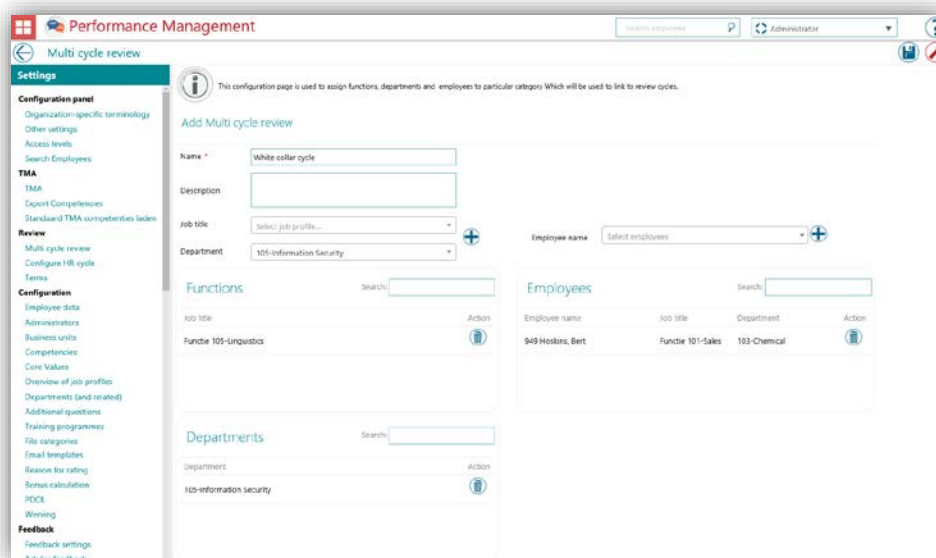 Performance Management
Search employee
Administrator
Multi cycle review
Settings
Configuration panel
Organization-specific terminology
Other settings
Access levels
Search Employees
TMA
TMA
Export Competencies
Standaard TMA competenties laden
Review
Multi cycle review
Configure HR cycle
Terms
Configuration
Employee data
Administrators
Business units
Competencies
Core Values
Overview of job profiles
Departments (and related)
Additional questions
Training programmes
File categories
Email templates
Reason for rating
Bonus calculation
PDOL
Werving
Feedback
Feedback settings
This configuration page is used to assign functions, departments and employees to particular category Which will be used to link to review cycles.
Add Multi cycle review
Name * White collar cycle
Description
Job title Select job profile...
Department 105-Information Security
Employee name Select employees
Functions Search:
Job title Action
Functie 105-Linguistics
Employees Search:
Employee name Job title Department Action
949 Hoskins, Bert Functie 101-Sales 103-Chemical
Departments Search:
Department Action
105-Information Security